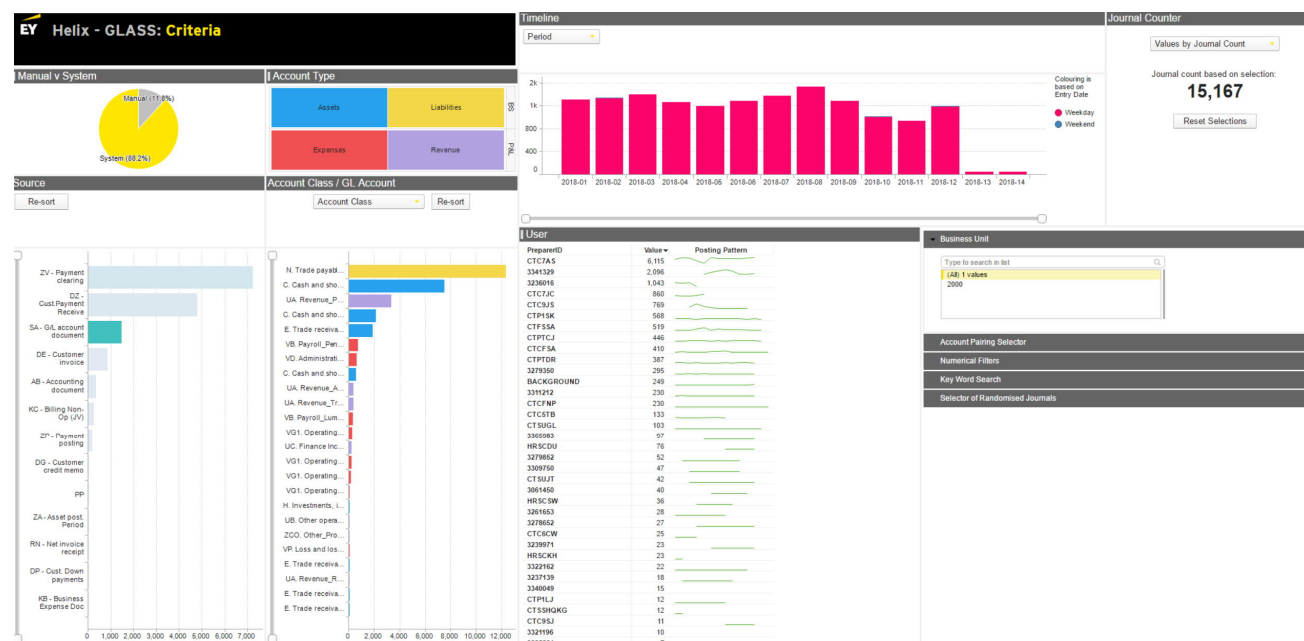 EY Helix - GLASS: Criteria
Manual v System
Manual (11.8%)
System (88.2%)
Account Type
Assets
Liabilities
BS
Expenses
Revenue
P&L
Timeline
Period
2k
1k
800
400
0
2018-01 2018-02 2018-03 2018-04 2018-05 2018-06 2018-07 2018-08 2018-09 2018-10 2018-11 2018-12 2018-13 2018-14
Colouring is
based on
Entry Date
Weekday
Weekend
Journal Counter
Values by Journal Count
Journal count based on selection:
15,167
Reset Selections
Source
Re-sort
ZV - Payment
clearing
DZ -
Cust.Payment
Receive
SA - G/L account
document
DE - Customer
invoice
AB - Accounting
document
KC - Billing Non-
Op (JV)
ZP - Payment
posting
DG - Customer
credit memo
PP
ZA - Asset post.
Period
RN - Net invoice
receipt
DP - Cust. Down
payments
KB - Business
Expense Doc
0 1,000 2,000 3,000 4,000 5,000 6,000 7,000
Account Class / GL Account
Account Class
Re-sort
N. Trade payabl...
C. Cash and sho...
UA. Revenue_P...
C. Cash and sho...
E. Trade receiva...
VB. Payroll_Pen...
VD. Administrati...
C. Cash and sho...
UA. Revenue_A...
UA. Revenue_Tr...
VB. Payroll_Lum...
VG1. Operating...
UC. Finance Inc...
VG1. Operating...
VG1. Operating...
VG1. Operating...
H. Investments, i...
UB. Other opera...
ZCO. Other_Pro...
VP. Loss and los...
E. Trade receiva...
UA. Revenue_R...
E. Trade receiva...
E. Trade receiva...
0 2,000 4,000 6,000 8,000 10,000 12,000
User
PreparerID Value Posting Pattern
CTC7AS 6,115
3341329 2,096
3236016 1,043
CTC7JC 860
CTC9JS 769
CTP1SK 568
CTFSSA 519
CTPTCJ 446
CTCFSA 410
CTPTDR 387
3279350 295
BACKGROUND 249
3311212 230
CTCFNP 230
CTC5TB 133
CTSUGL 103
3365983 97
HRSCDU 76
3279852 52
3309750 47
CTSUJT 42
3061450 40
HRSCSW 36
3261653 28
3278652 27
CTC6CW 25
3239971 23
HRSCKH 23
3322162 22
3237139 18
3340049 15
CTP1LJ 12
CTSSHQKG 12
CTC9SJ 11
3321196 10
Business Unit
Type to search in list
(All) 1 values
2000
Account Pairing Selector
Numerical Filters
Key Word Search
Selector of Randomised Journals